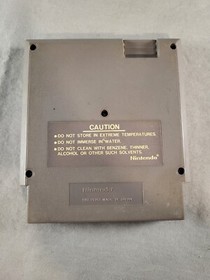 CAUTION
• DO NOT STORE IN EXTREME TEMPERATURES.
• DO NOT IMMERSE IN WATER.
• DO NOT CLEAN WITH BENZENE, THINNER,
ALCOHOL OR OTHER SUCH SOLVENTS.
Nintendo
Nintendo